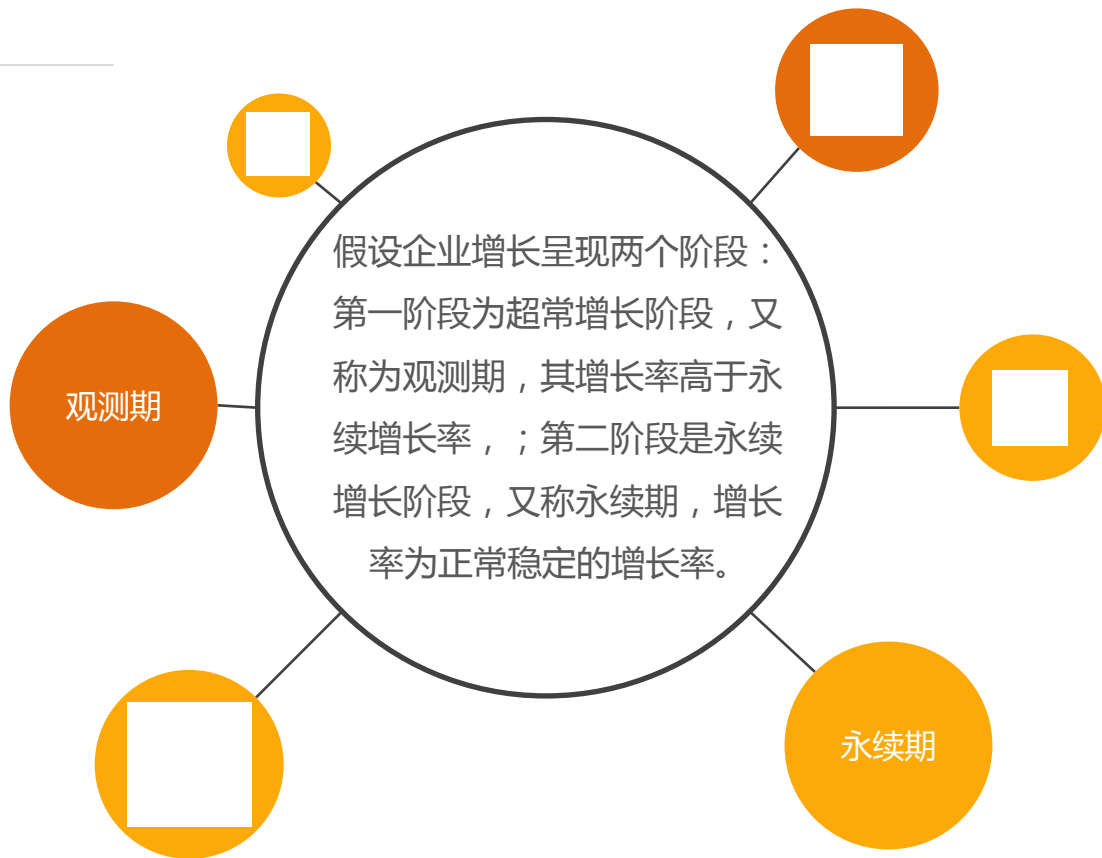 假设企业增长呈现两个阶段：
第一阶段为超常增长阶段，又
称为观测期，其增长率高于永
续增长率，；第二阶段是永续
增长阶段，又称永续期，增长
率为正常稳定的增长率。
观测期
永续期